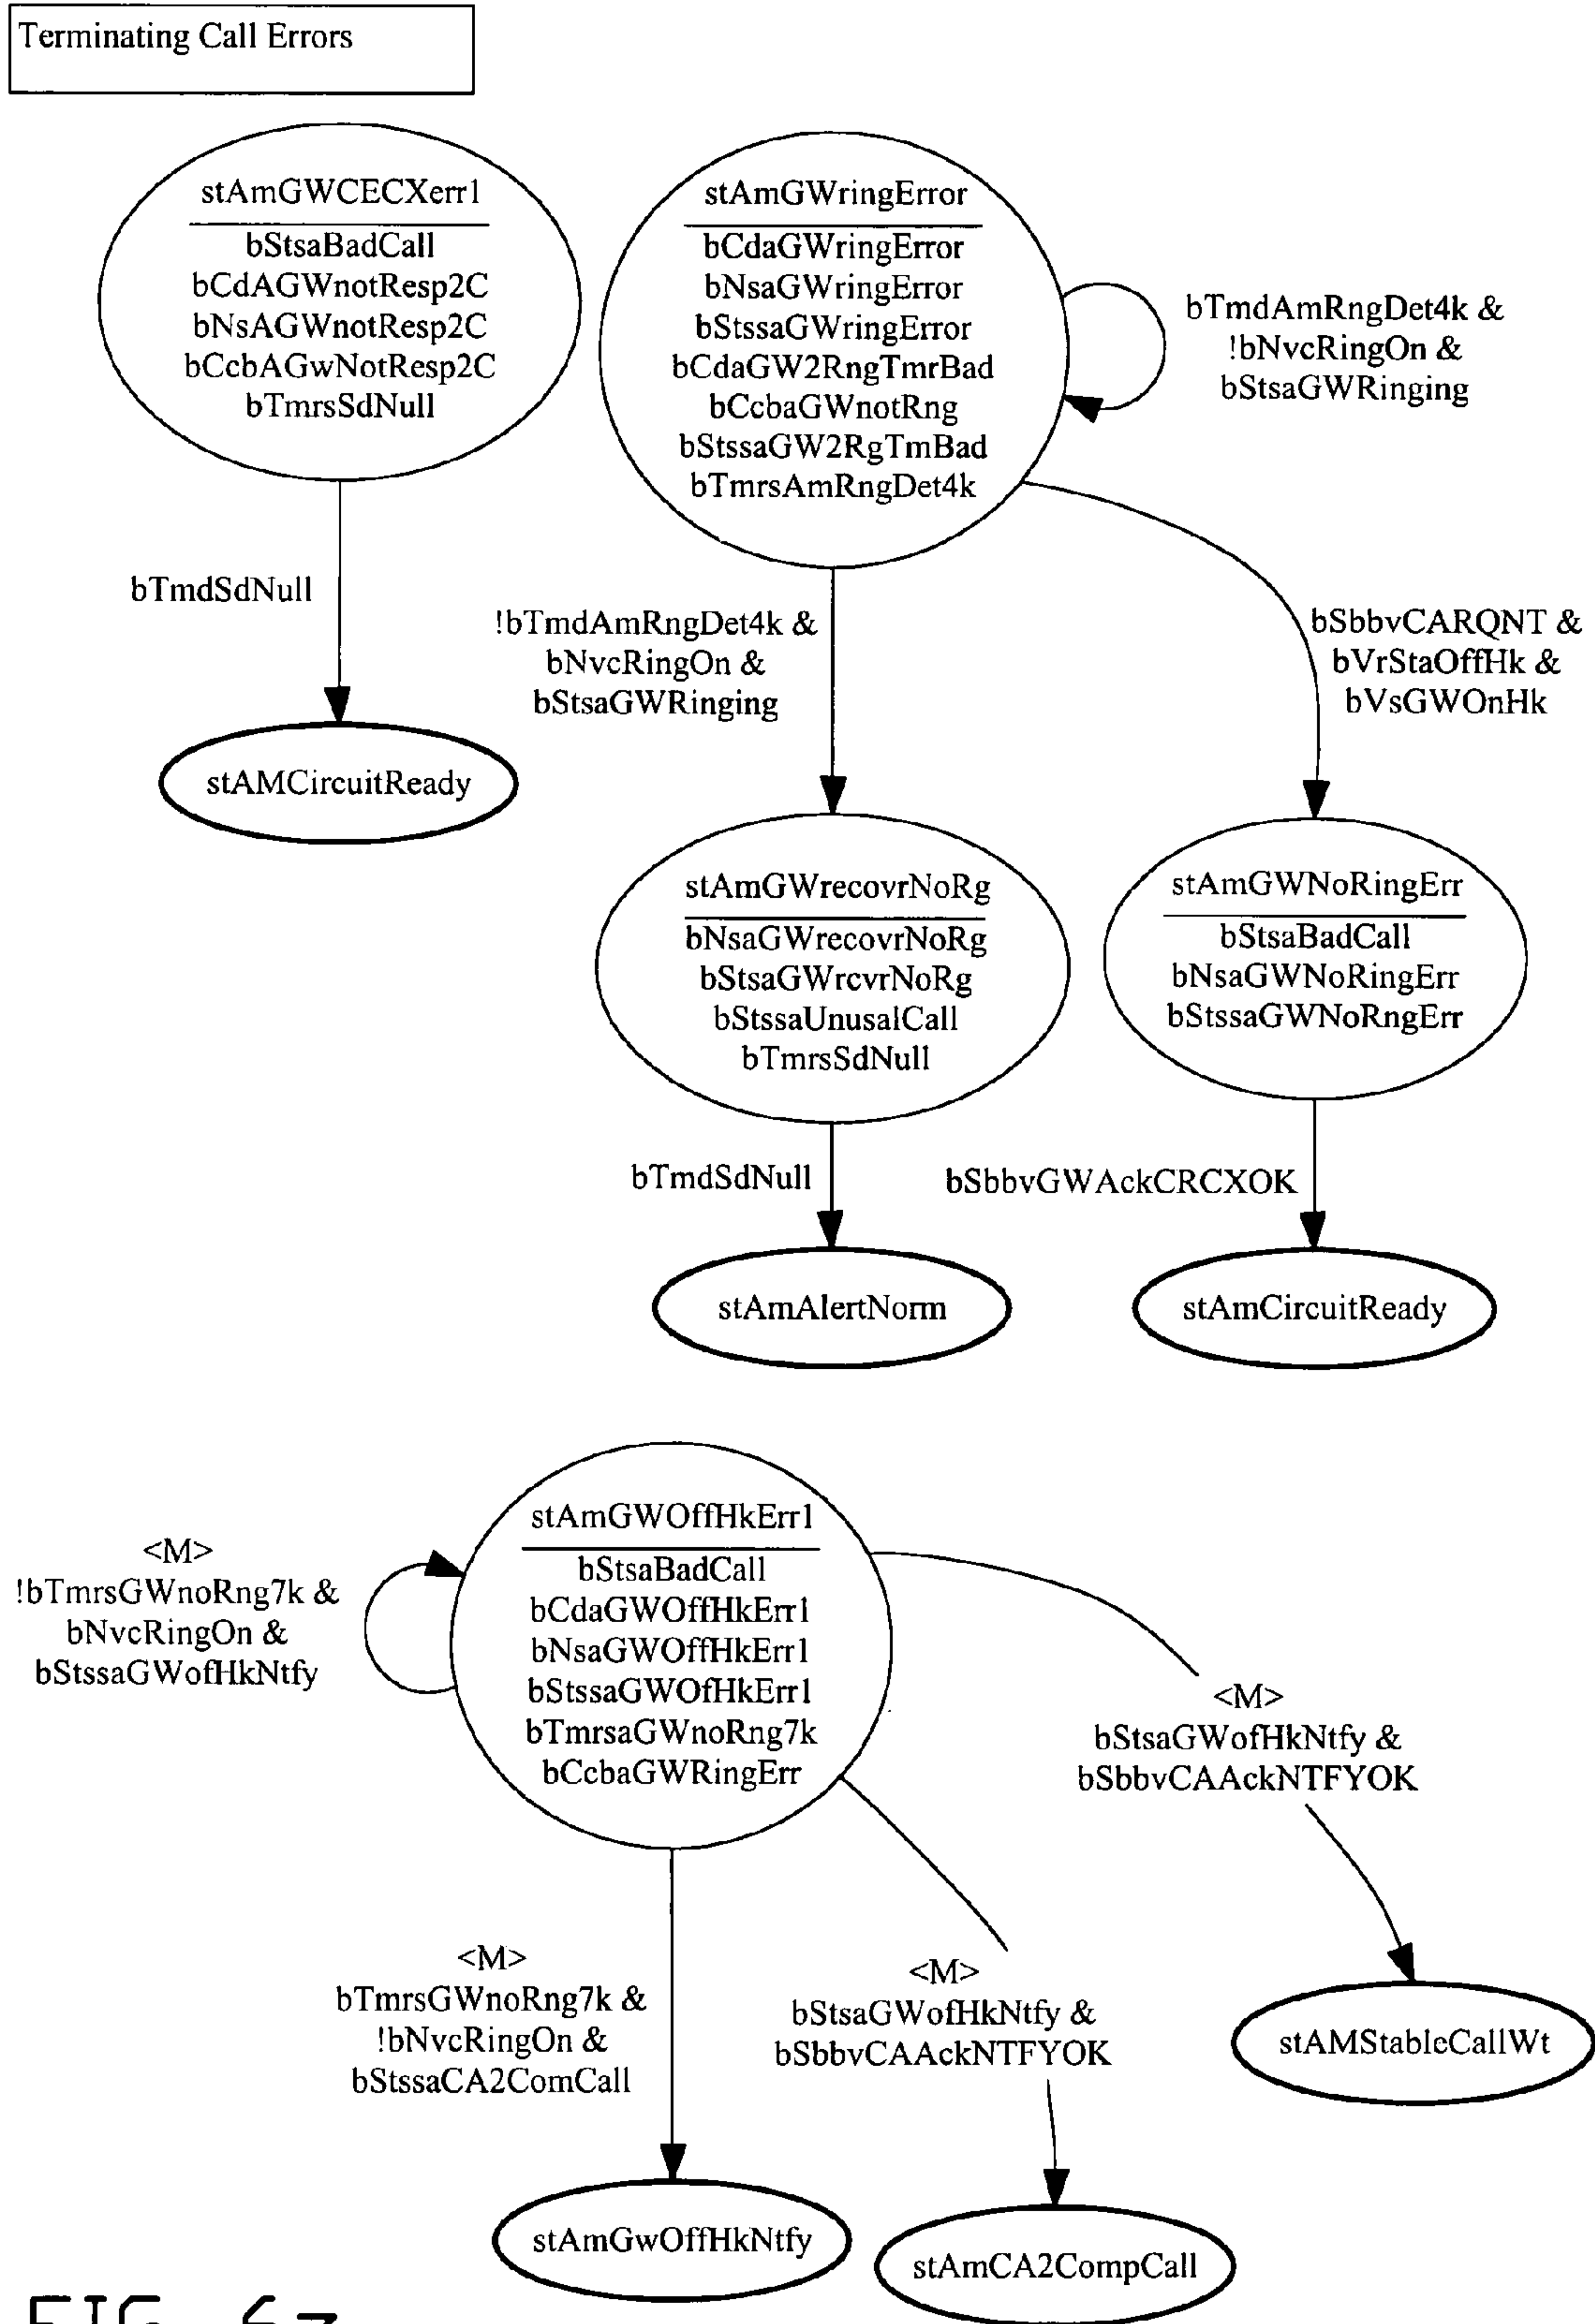 Terminating Call Errors
stAmGWCECXerr1
bStsaBadCall
bCdAGWnotResp2C
bNsAGWnotResp2C
bCcbAGwNotResp2C
bTmrsSdNull
stAmGWringError
bCdaGWringError
bNsaGWringError
bStssaGWringError
bCdaGW2RngTmrBad
bCcbaGWnotRng
bStssaGW2RgTmBad
bTmrsAmRngDet4k
bTmdAmRngDet4k &
!bNvcRingOn &
bStsaGWRinging
bTmdSdNull
!bTmdAmRngDet4k &
bNvcRingOn &
bStsaGWRinging
bSbbvCARQNT &
bVrStaOffHk &
bVsGWOnHk
stAMCircuitReady
stAmGWrecovrNoRg
bNsaGWrecovrNoRg
bStsaGWrcvrNoRg
bStssaUnusalCall
bTmrsSdNull
stAmGWNoRingErr
bStsaBadCall
bNsaGWNoRingErr
bStssaGWNoRngErr
bTmdSdNull
bSbbvGWAckCRCXOK
stAmAlertNorm
stAmCircuitReady
stAmGWOffHkErr1
bStsaBadCall
bCdaGWOffHkErr1
bNsaGWOffHkErr1
bStssaGWOfHkErr1
bTmrsaGWnoRng7k
bCcbaGWRingErr
<M>
!bTmrsGWnoRng7k &
bNvcRingOn &
bStssaGWofHkNtfy
<M>
bStsaGWofHkNtfy &
bSbbvCAAckNTFYOK
<M>
bTmrsGWnoRng7k &
!bNvcRingOn &
bStssaCA2ComCall
<M>
bStsaGWofHkNtfy &
bSbbvCAAckNTFYOK
stAMStableCallWt
stAmGwOffHkNtfy
stAmCA2CompCall